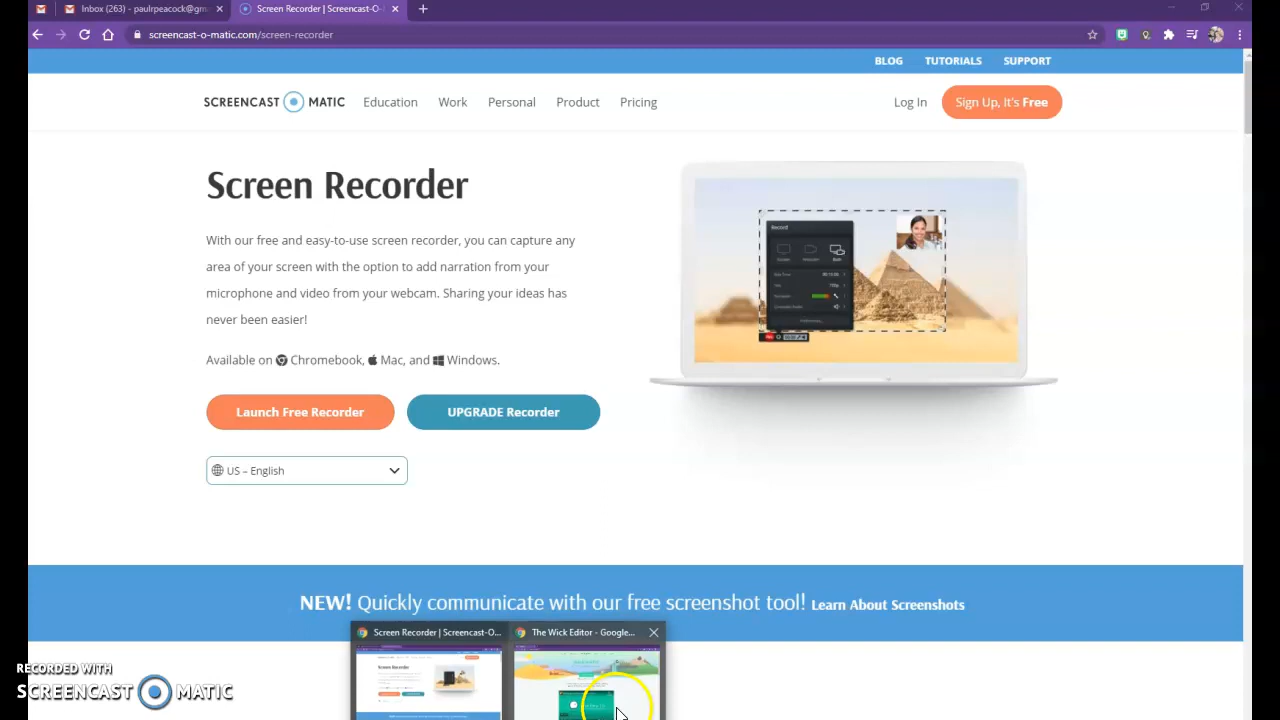 Inbox (263) - paulrpeacock@gma
Screencast-O-
screencast-o-matic.com/screen-recorder
BLOG TUTORIALS SUPPORT
SCREENCAST MATIC Education Work Personal Product Pricing Log In Sign Up, It's Free
Screen Recorder
With our free and easy-to-use screen recorder, you can capture any
area of your screen with the option to add narration from your
microphone and video from your webcam. Sharing your ideas has
never been easier!
Available on Chromebook, Mac, and Windows.
Launch Free Recorder UPGRADE Recorder
US – English
Record
NEW! Quickly communicate with our free screenshot tool! Learn About Screenshots
Screen Recorder | Screencast-O... The Wick Editor - Google...
Screen Recorder
RECORDED WITH
SCREENCAST MATIC